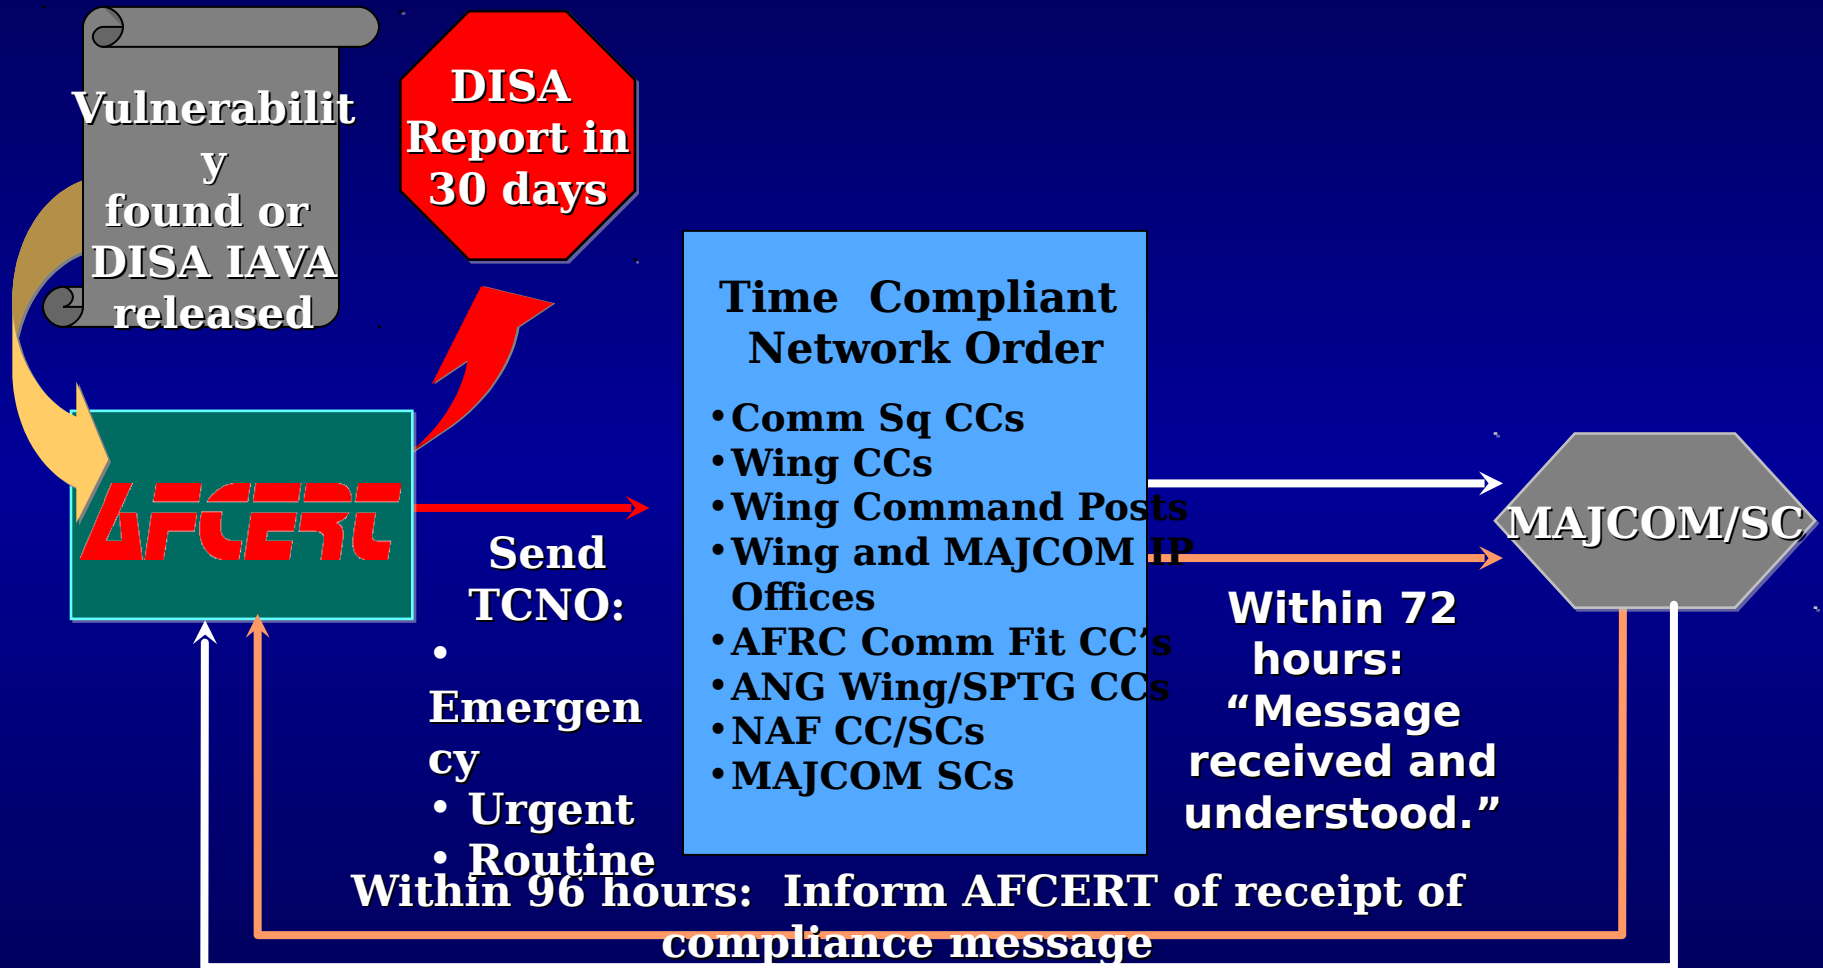 Vulnerabilit
y
found or
DISA IAVA
released
DISA
Report in
30 days
AFCERT
Send
TCNO:
•
Emergen
cy
• Urgent
• Routine
Time Compliant
Network Order
•Comm Sq CCs
•Wing CCs
•Wing Command Posts
•Wing and MAJCOM IP
Offices
•AFRC Comm Fit CC’s
•ANG Wing/SPTG CCs
•NAF CC/SCs
•MAJCOM SCs
MAJCOM/SC
Within 72
hours:
“Message
received and
understood.”
Within 96 hours: Inform AFCERT of receipt of
compliance message